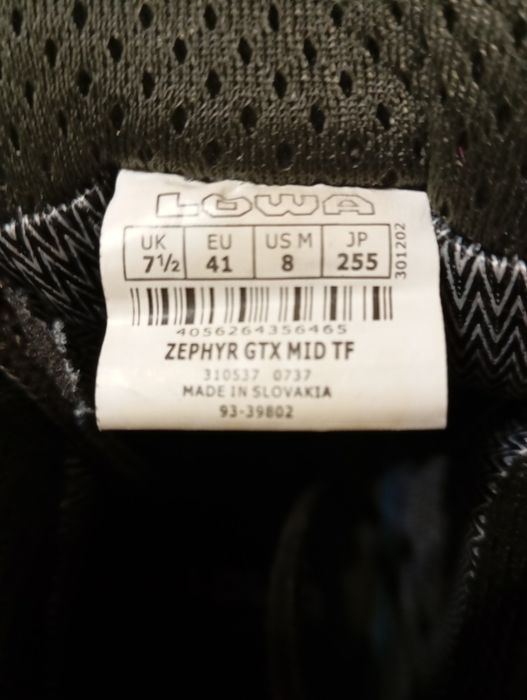 LOWA
UK EU US M JP
7½ 41 8 255
301202
4056264356465
ZEPHYR GTX MID TF
310537 0737
MADE IN SLOVAKIA
93-39802